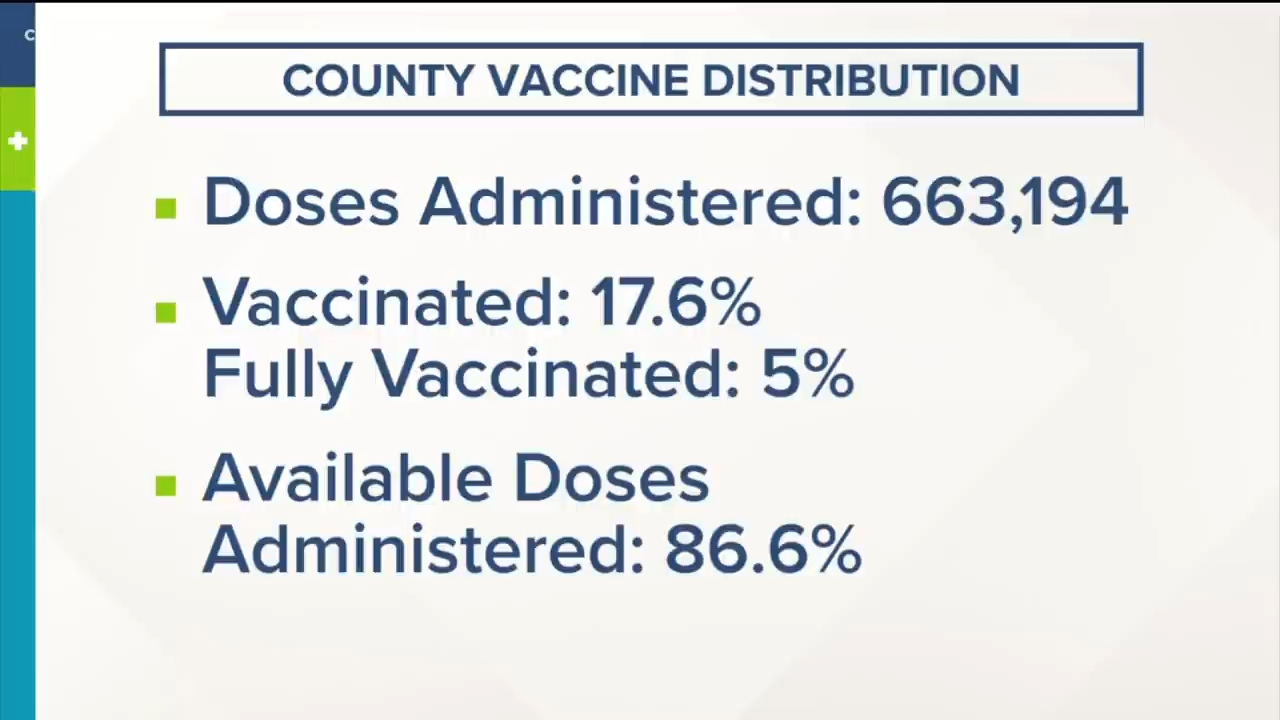 C
COUNTY VACCINE DISTRIBUTION
Doses Administered: 663,194
Vaccinated: 17.6%
Fully Vaccinated: 5%
Available Doses
Administered: 86.6%